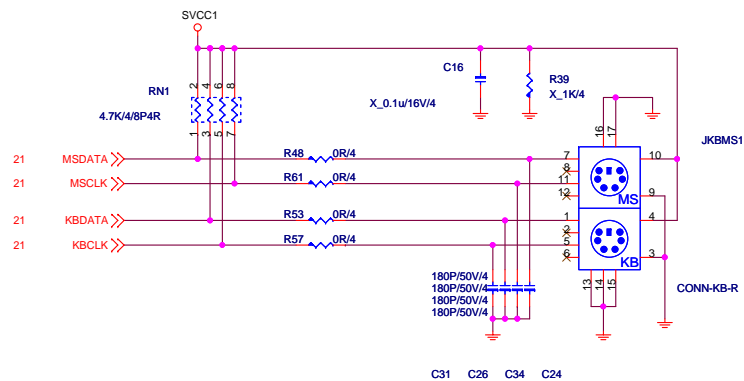 SVCC1
C16
R39
X_1K/4
RN1
2 4 6 8
4.7K/4/8P4R
X_0.1u/16V/4
1 3 5 7
16 17
JKBMS1
21 MSDATA R48 0R/4 7 10
8
21 MSCLK R61 0R/4 11
12 MS 9
21 KBDATA R53 0R/4 1 4
2
21 KBCLK R57 0R/4 5
6 KB 3
180P/50V/4
180P/50V/4
180P/50V/4
180P/50V/4
13 14 15
CONN-KB-R
C31 C26 C34 C24